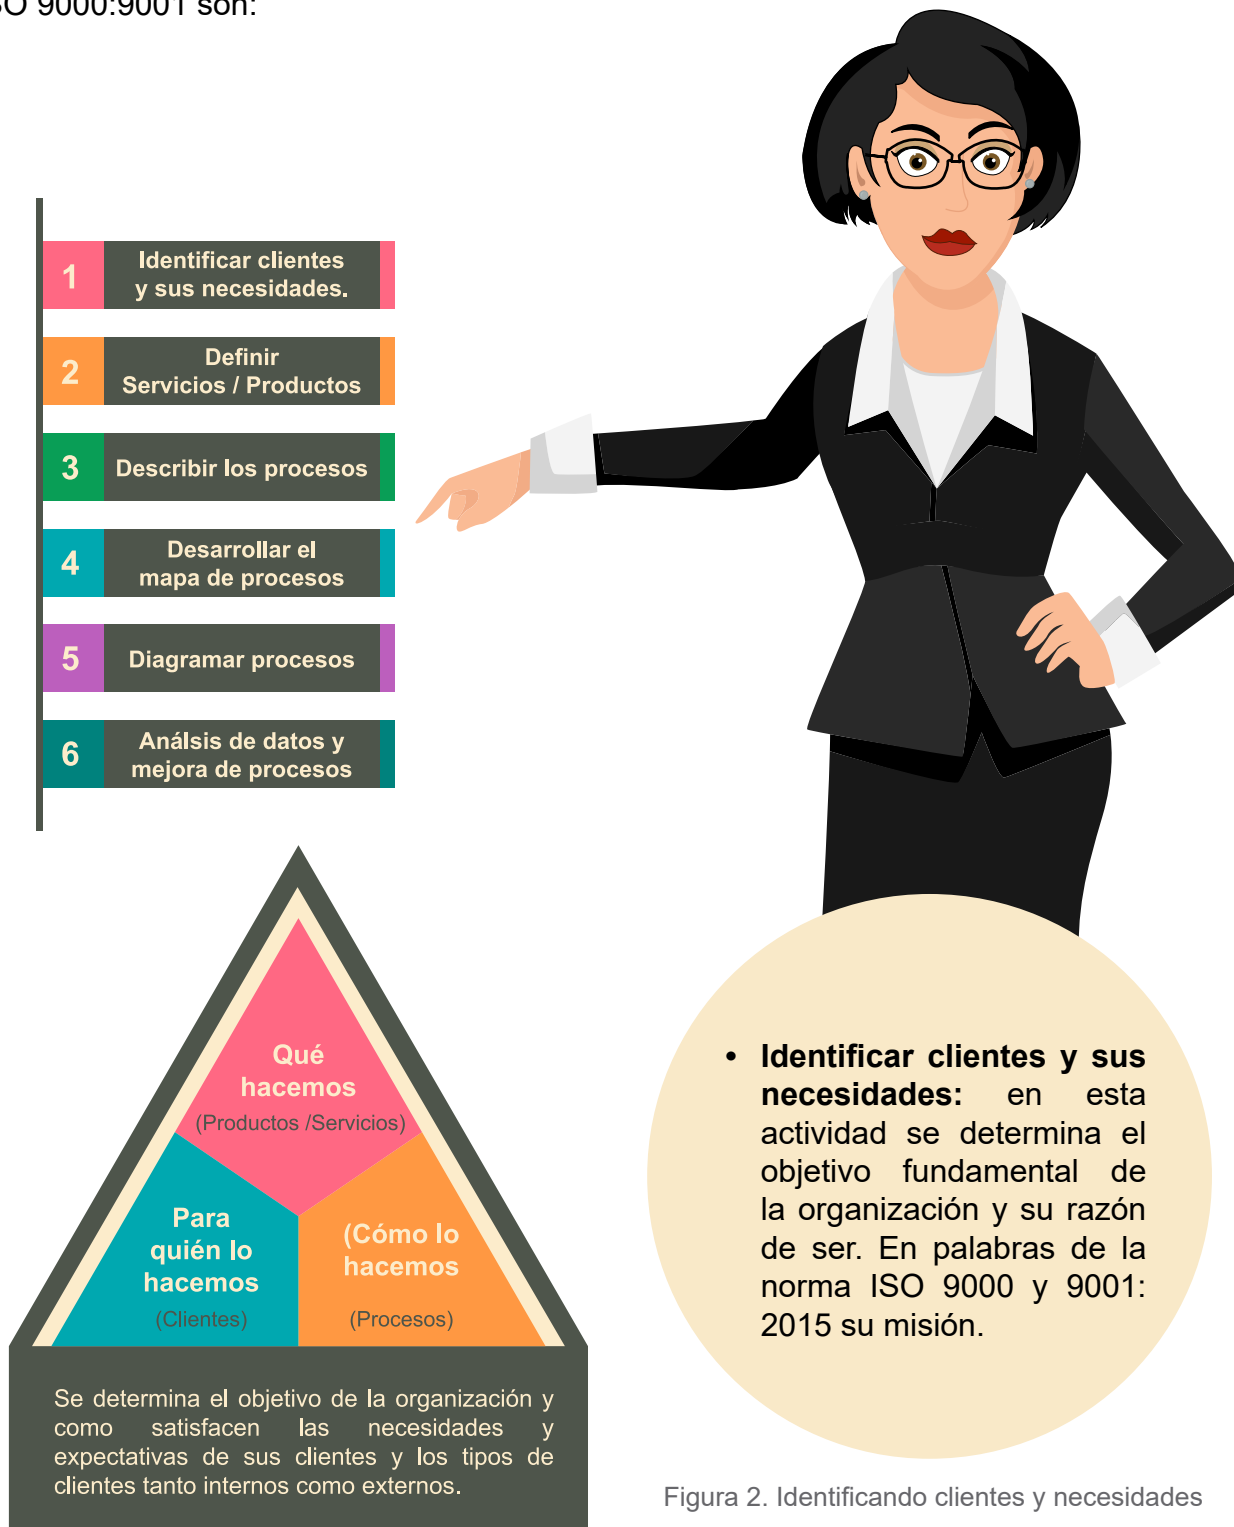 SO 9000:9001 son:
1
Identificar clientes
y sus necesidades.
2
Definir
Servicios / Productos
3
Describir los procesos
4
Desarrollar el
mapa de procesos
5
Diagramar procesos
6
Análsis de datos y
mejora de procesos
Qué
hacemos
(Productos /Servicios)
Para
quién lo
hacemos
(Clientes)
(Cómo lo
hacemos
(Procesos)
Se determina el objetivo de la organización y
como satisfacen las necesidades y
expectativas de sus clientes y los tipos de
clientes tanto internos como externos.
• Identificar clientes y sus
necesidades: en esta
actividad se determina el
objetivo fundamental de
la organización y su razón
de ser. En palabras de la
norma ISO 9000 y 9001:
2015 su misión.
Figura 2. Identificando clientes y necesidades